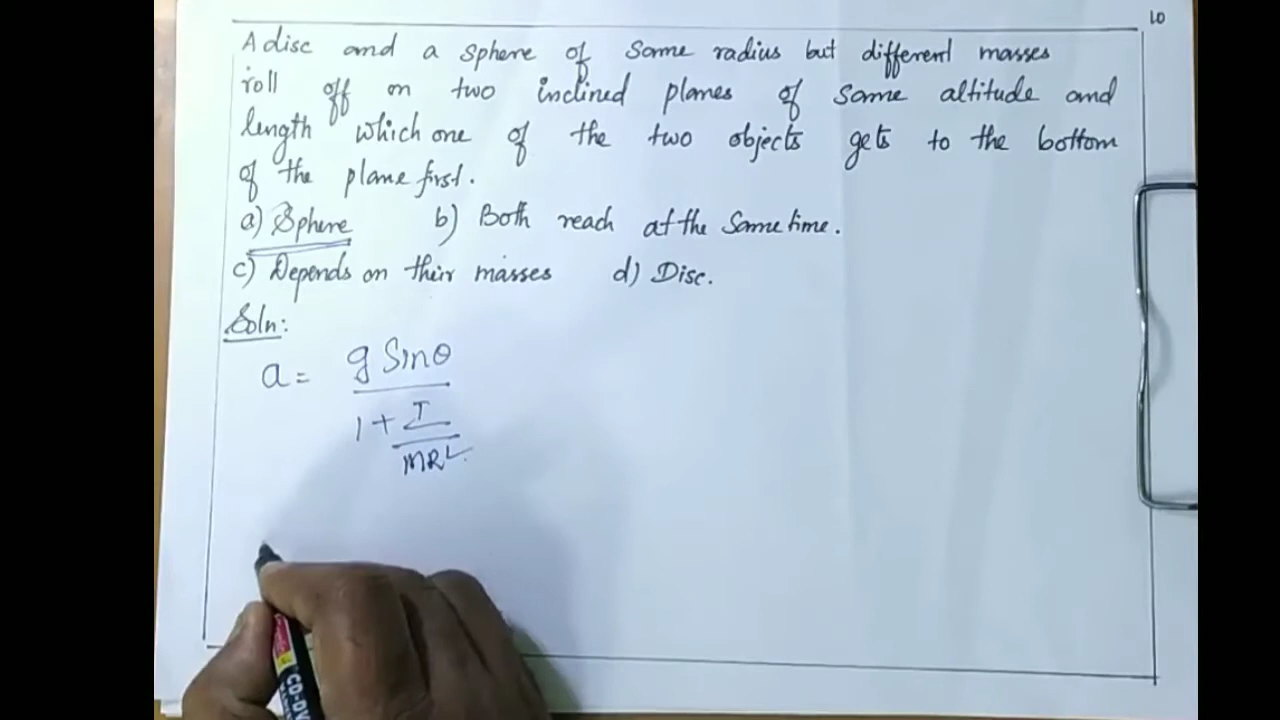 10
A disc and a sphere of same radius but different masses
roll off on two inclined planes of same altitude and
length which one of the two objects gets to the bottom
of the plane first.
a) Sphere b) Both reach at the same time.
c) Depends on their masses d) Disc.
Soln:
a = g Sinθ
1 + I
MR²
CD-DV